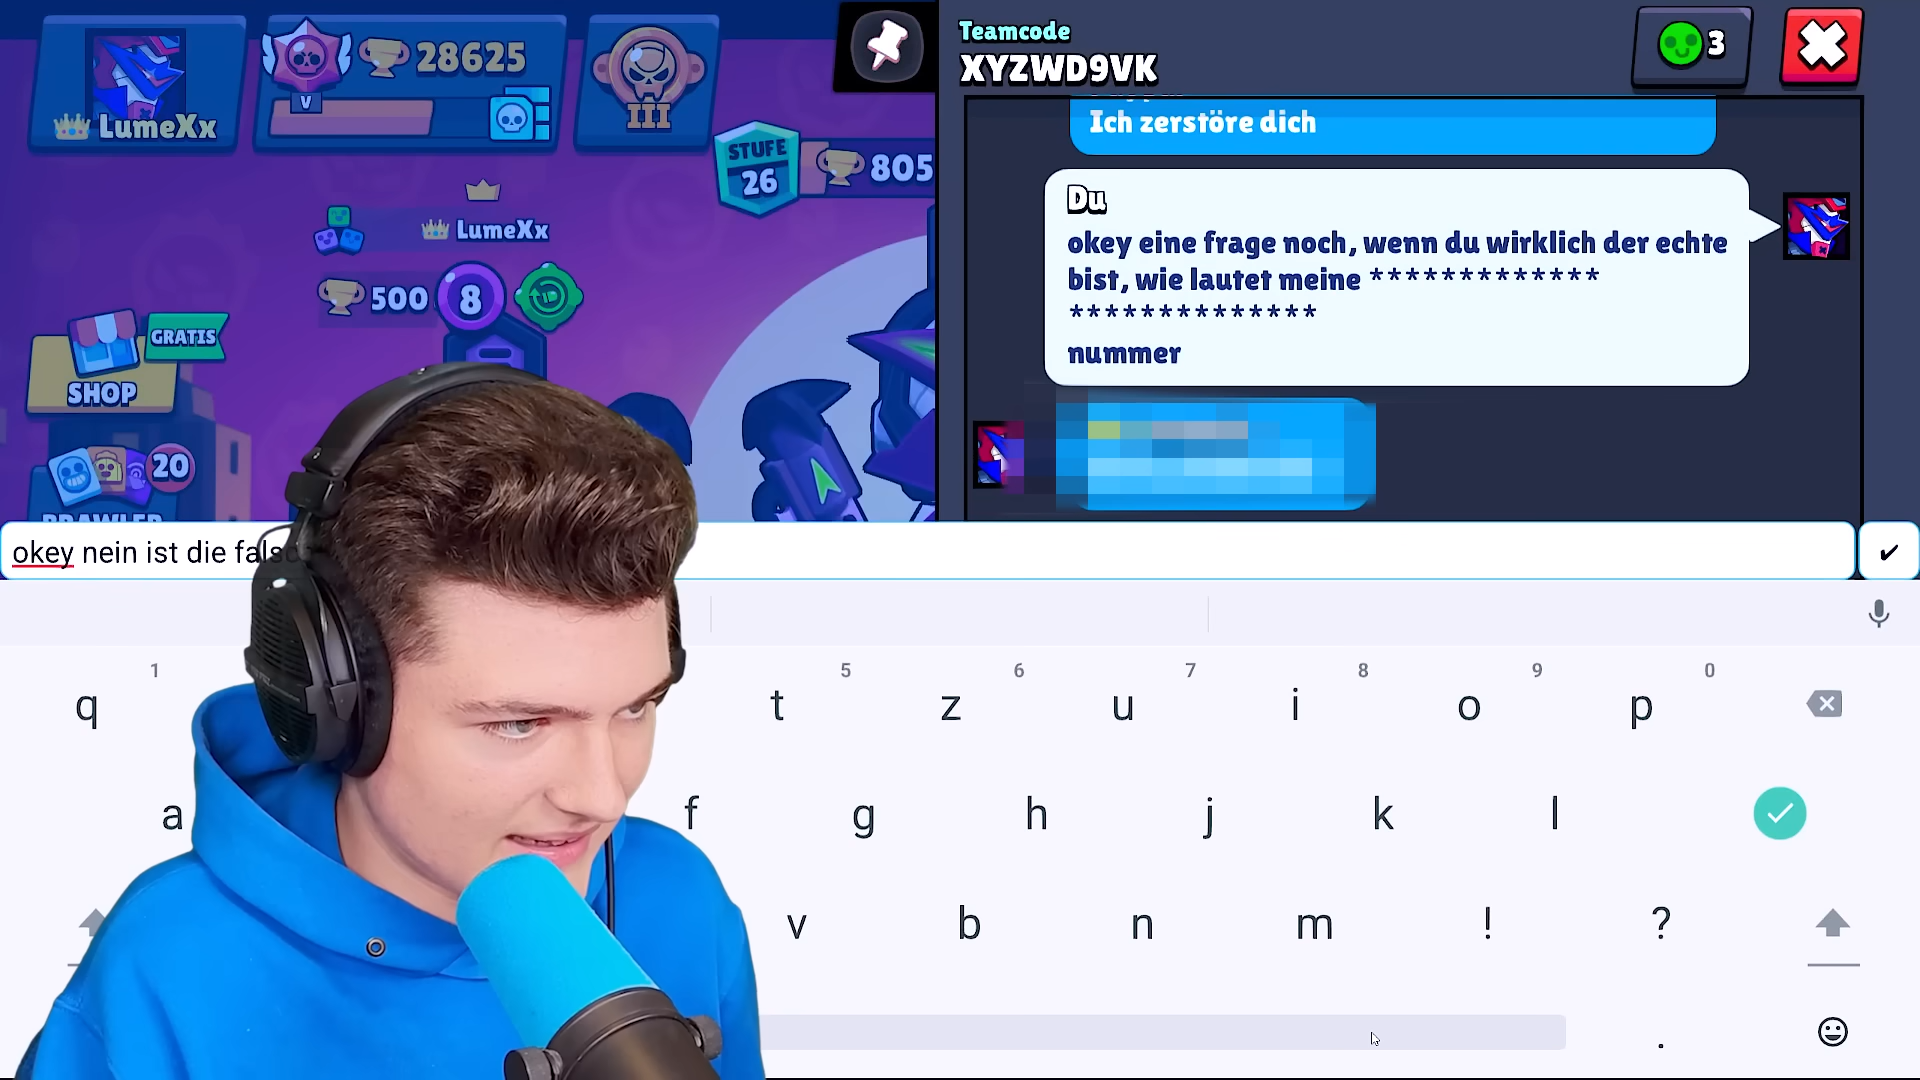 LumeXx
V
28625
III
STUFE
26
805
LumeXx
500
8
GRATIS
SHOP
20
BRAWLER
Teamcode
XYZWD9VK
3
Ich zerstöre dich
Du
okey eine frage noch, wenn du wirklich der echte
bist, wie lautet meine *************
**************
nummer
okey nein ist die falsc
1 5 6 7 8 9 0
q t z u i o p
a f g h j k l
v b n m ! ?
.